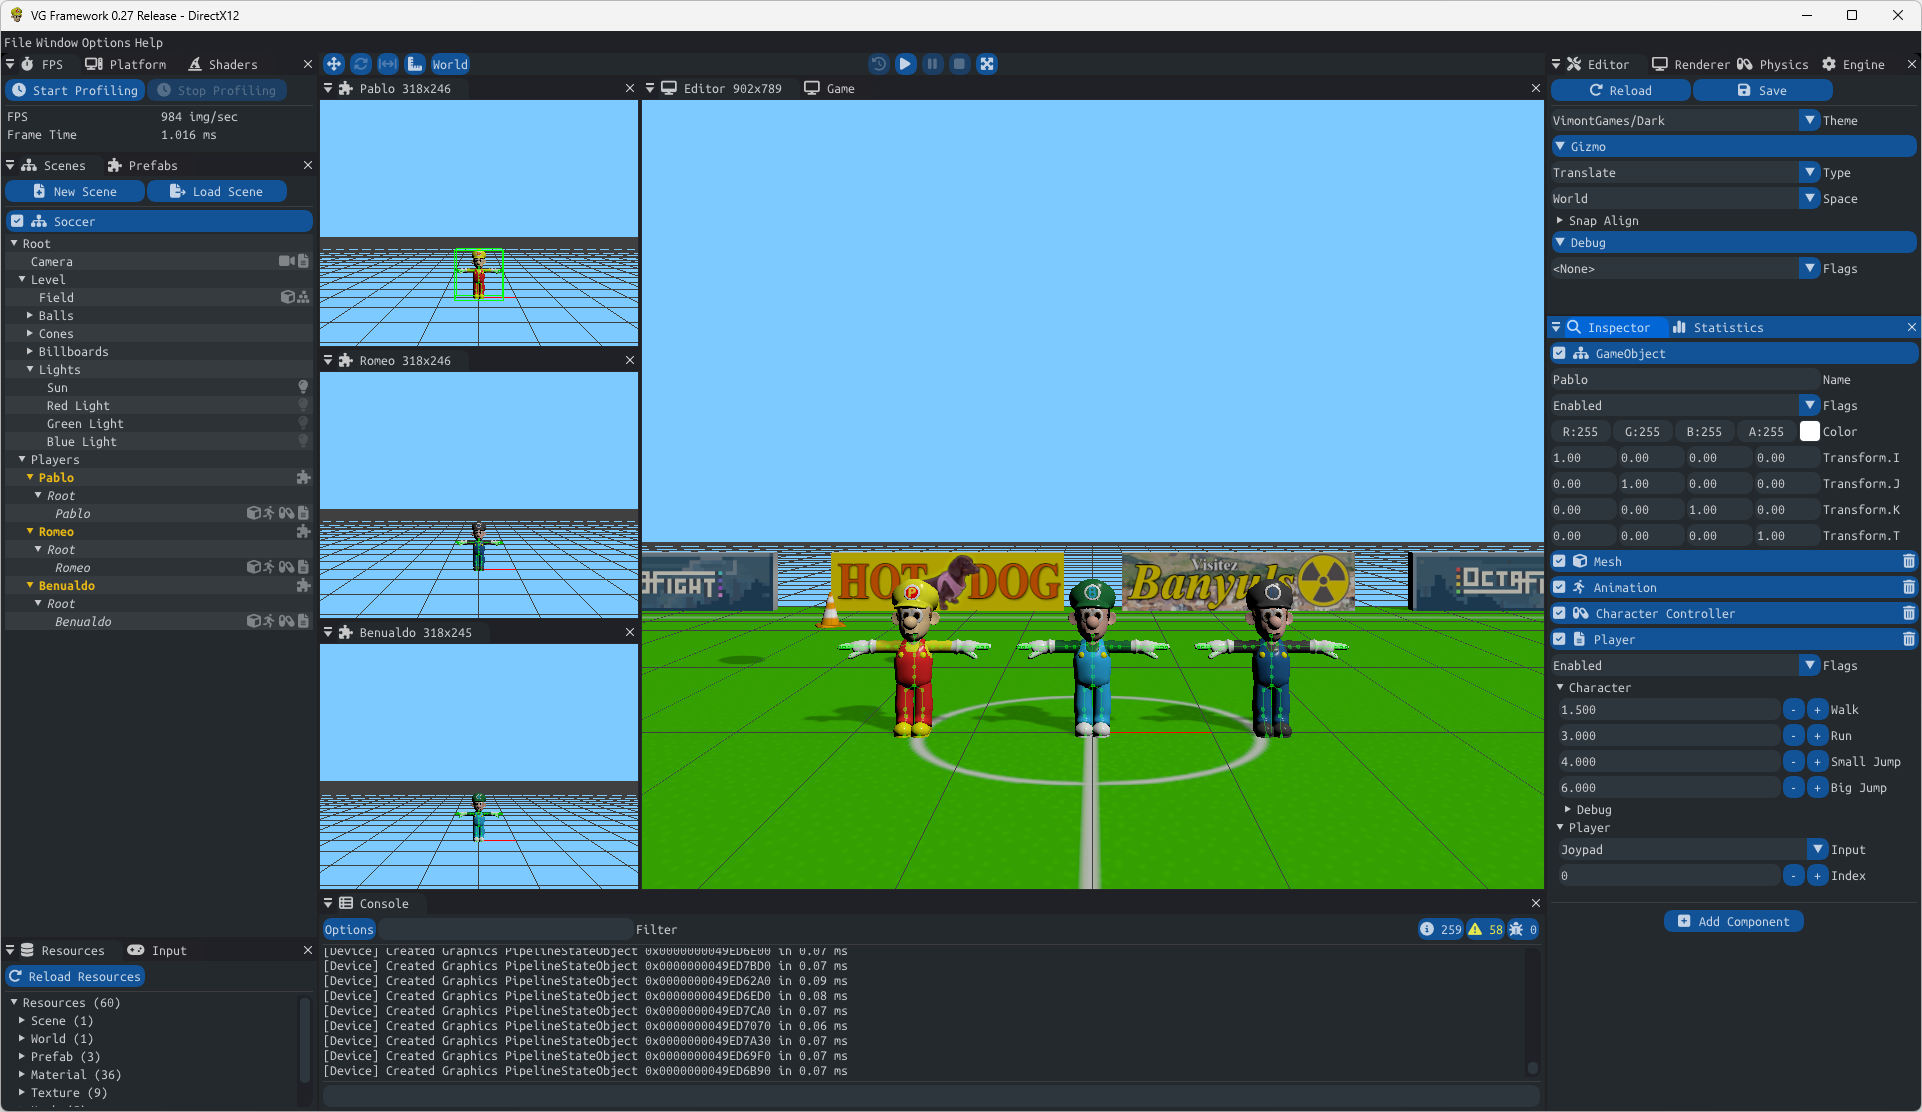 VG Framework 0.27 Release - DirectX12
File Window Options Help
FPS Platform Shaders
Start Profiling Stop Profiling
FPS 984 img/sec
Frame Time 1.016 ms
Scenes Prefabs
New Scene Load Scene
Soccer
Root
Camera
Level
Field
Balls
Cones
Billboards
Lights
Sun
Red Light
Green Light
Blue Light
Players
Pablo
Root
Pablo
Romeo
Root
Romeo
Benualdo
Root
Benualdo
Resources Input
Reload Resources
Resources (60)
Scene (1)
World (1)
Prefab (3)
Material (36)
Texture (9)
World
Pablo 318x246
Romeo 318x246
Benualdo 318x245
Editor 902x789 Game
FIGHT
HOT DOG
Visitez
Banyuls
OCTOF
P
Console
Options Filter 259 58 0
[Device] Created Graphics PipelineStateObject 0x0000000049ED6E00 in 0.07 ms
[Device] Created Graphics PipelineStateObject 0x0000000049ED7BD0 in 0.07 ms
[Device] Created Graphics PipelineStateObject 0x0000000049ED62A0 in 0.09 ms
[Device] Created Graphics PipelineStateObject 0x0000000049ED6ED0 in 0.08 ms
[Device] Created Graphics PipelineStateObject 0x0000000049ED7CA0 in 0.07 ms
[Device] Created Graphics PipelineStateObject 0x0000000049ED7070 in 0.06 ms
[Device] Created Graphics PipelineStateObject 0x0000000049ED7A30 in 0.07 ms
[Device] Created Graphics PipelineStateObject 0x0000000049ED69F0 in 0.07 ms
[Device] Created Graphics PipelineStateObject 0x0000000049ED6B90 in 0.07 ms
Editor Renderer Physics Engine
Reload Save
VimontGames/Dark Theme
Gizmo
Translate Type
World Space
Snap Align
Debug
<None> Flags
Inspector Statistics
GameObject
Pablo Name
Enabled Flags
R:255 G:255 B:255 A:255 Color
1.00 0.00 0.00 0.00 Transform.I
0.00 1.00 0.00 0.00 Transform.J
0.00 0.00 1.00 0.00 Transform.K
0.00 0.00 0.00 1.00 Transform.T
Mesh
Animation
Character Controller
Player
Enabled Flags
Character
1.500 - + Walk
3.000 - + Run
4.000 - + Small Jump
6.000 - + Big Jump
Debug
Player
Joypad Input
0 - + Index
Add Component